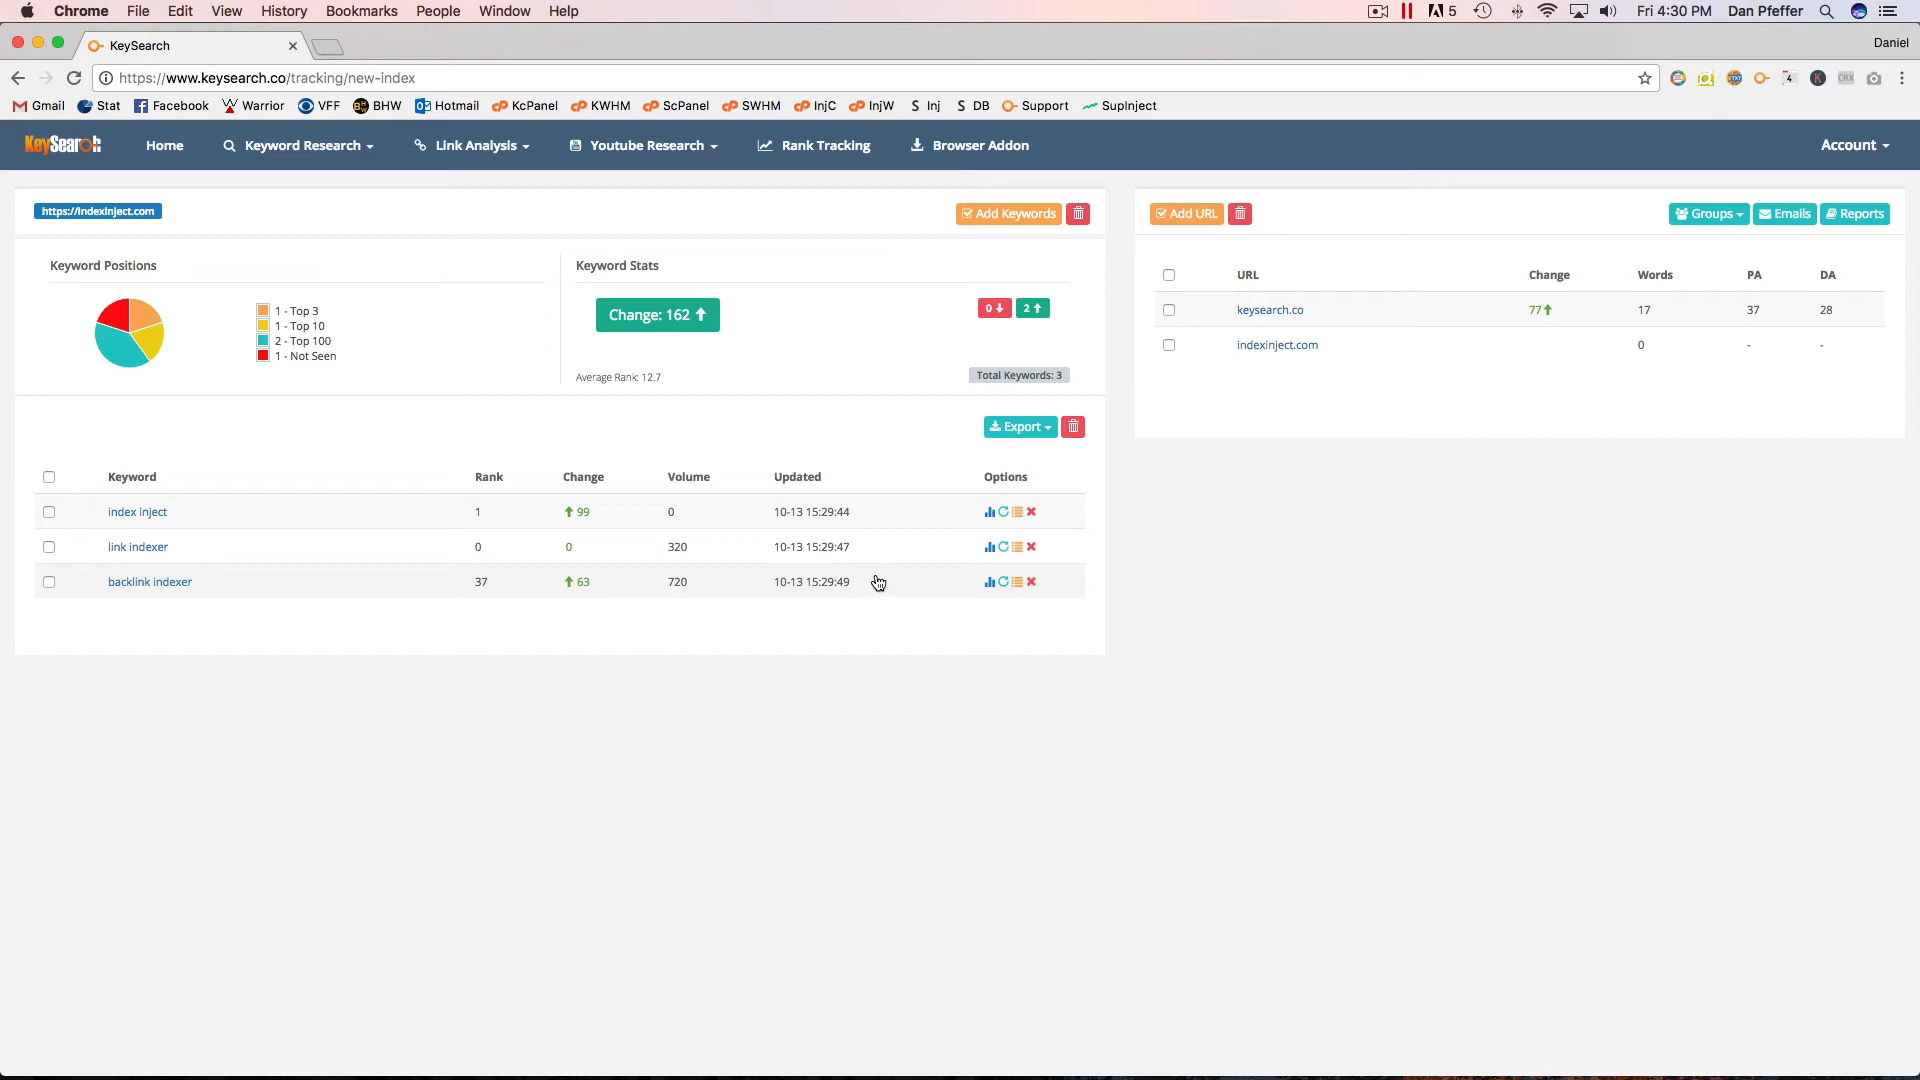 Chrome File Edit View History Bookmarks People Window Help 5 Fri 4:30 PM Dan Pfeffer
KeySearch Daniel
https://www.keysearch.co/tracking/new-index
Gmail Stat Facebook Warrior VFF BHW Hotmail KcPanel KWHM ScPanel SWHM InjC InjW Inj DB Support SupInject
KeySearch Home Keyword Research Link Analysis Youtube Research Rank Tracking Browser Addon Account
https://indexinject.com Add Keywords
Keyword Positions
1 - Top 3
1 - Top 10
2 - Top 100
1 - Not Seen
Keyword Stats
Change: 162 0 2
Average Rank: 12.7 Total Keywords: 3
Export
Keyword Rank Change Volume Updated Options
index inject 1 99 0 10-13 15:29:44
link indexer 0 0 320 10-13 15:29:47
backlink indexer 37 63 720 10-13 15:29:49
Add URL Groups Emails Reports
URL Change Words PA DA
keysearch.co 77 17 37 28
indexinject.com 0 - -